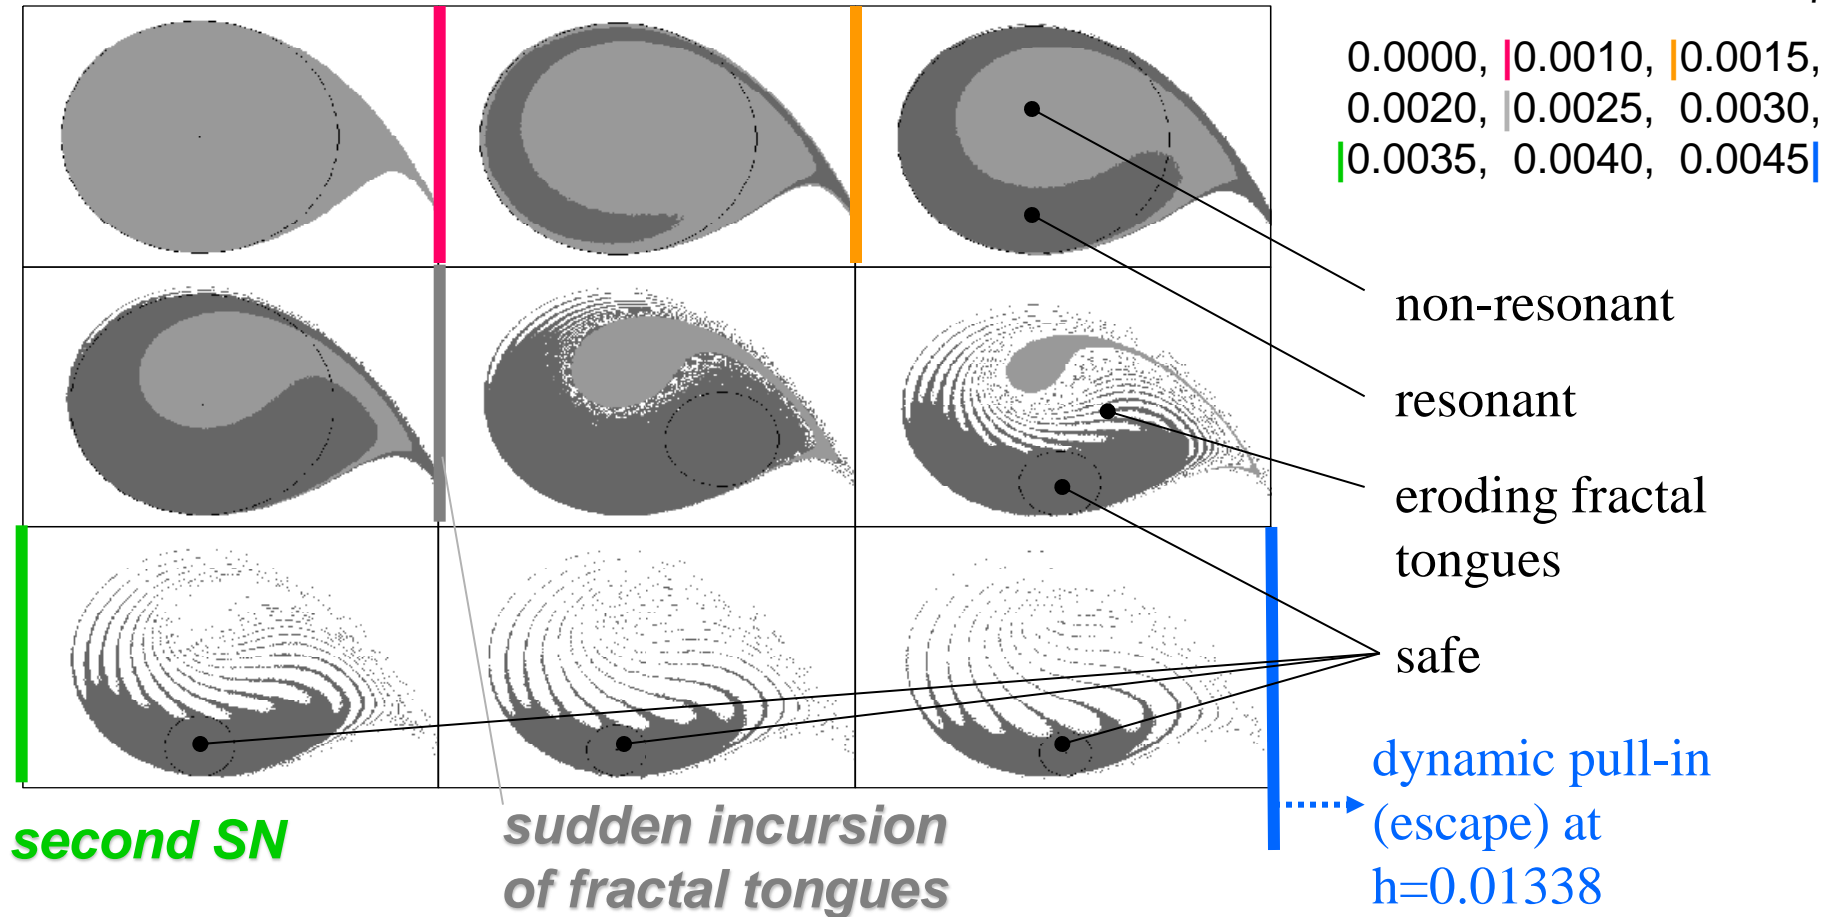 0.0000, |0.0010, |0.0015,
0.0020, |0.0025, 0.0030,
|0.0035, 0.0040, 0.0045|
non-resonant
resonant
eroding fractal
tongues
safe
dynamic pull-in
(escape) at
h=0.01338
second SN
sudden incursion
of fractal tongues